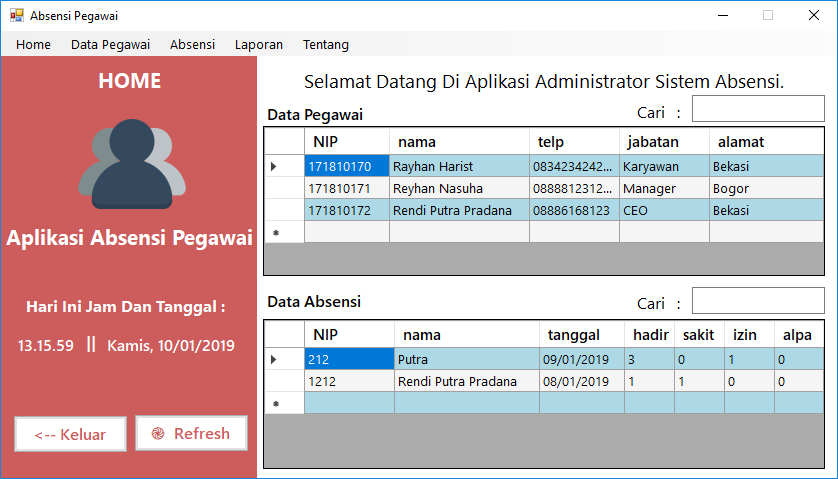 Absensi Pegawai
Home Data Pegawai Absensi Laporan Tentang
HOME
Aplikasi Absensi Pegawai
Hari Ini Jam Dan Tanggal :
13.15.59 || Kamis, 10/01/2019
<-- Keluar Refresh
Selamat Datang Di Aplikasi Administrator Sistem Absensi.
Data Pegawai Cari :
NIP nama telp jabatan alamat
171810170 Rayhan Harist 0834234242... Karyawan Bekasi
171810171 Reyhan Nasuha 0888812312... Manager Bogor
171810172 Rendi Putra Pradana 08886168123 CEO Bekasi
*
Data Absensi Cari :
NIP nama tanggal hadir sakit izin alpa
212 Putra 09/01/2019 3 0 1 0
1212 Rendi Putra Pradana 08/01/2019 1 1 0 0
*